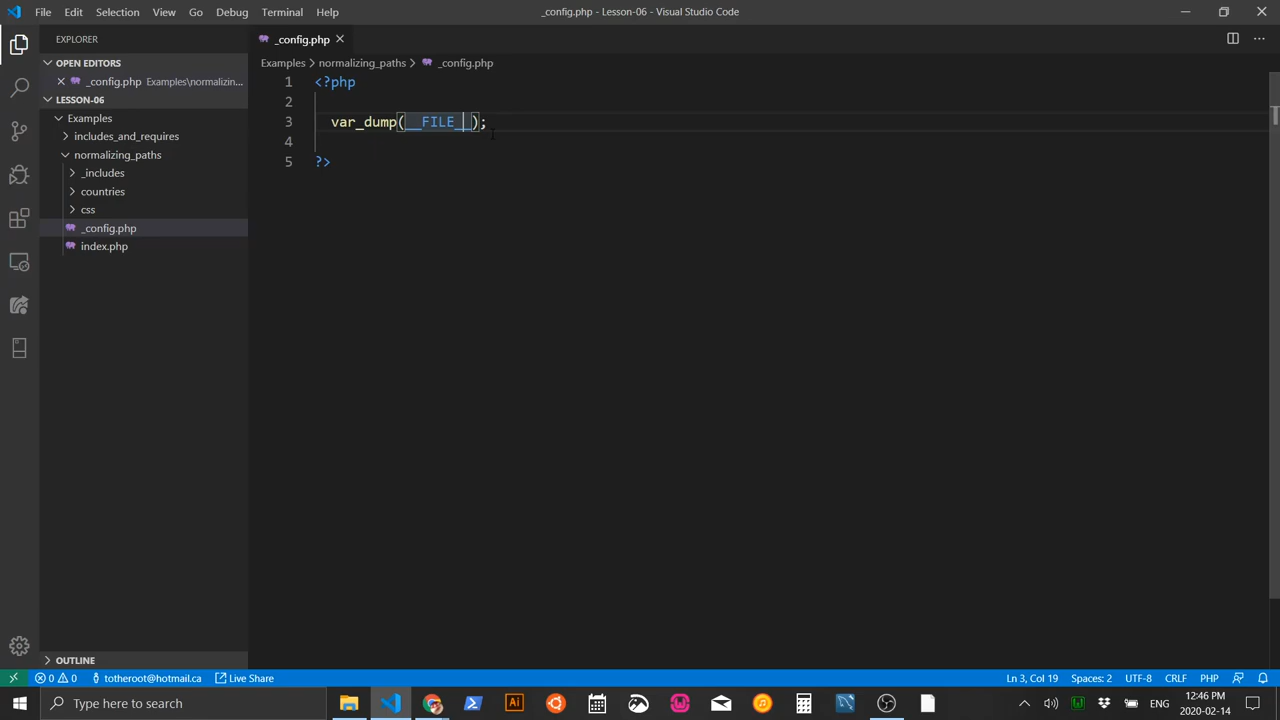 File Edit Selection View Go Debug Terminal Help
_config.php - Lesson-06 - Visual Studio Code
EXPLORER
OPEN EDITORS
_config.php Examples\normalizin...
LESSON-06
Examples
includes_and_requires
normalizing_paths
_includes
countries
css
_config.php
index.php
OUTLINE
_config.php
Examples > normalizing_paths > _config.php
1 <?php
2
3 var_dump(__FILE__);
4
5 ?>
0 0 totheroot@hotmail.ca Live Share
Ln 3, Col 19 Spaces: 2 UTF-8 CRLF PHP
Type here to search
Ai
ENG
12:46 PM
2020-02-14